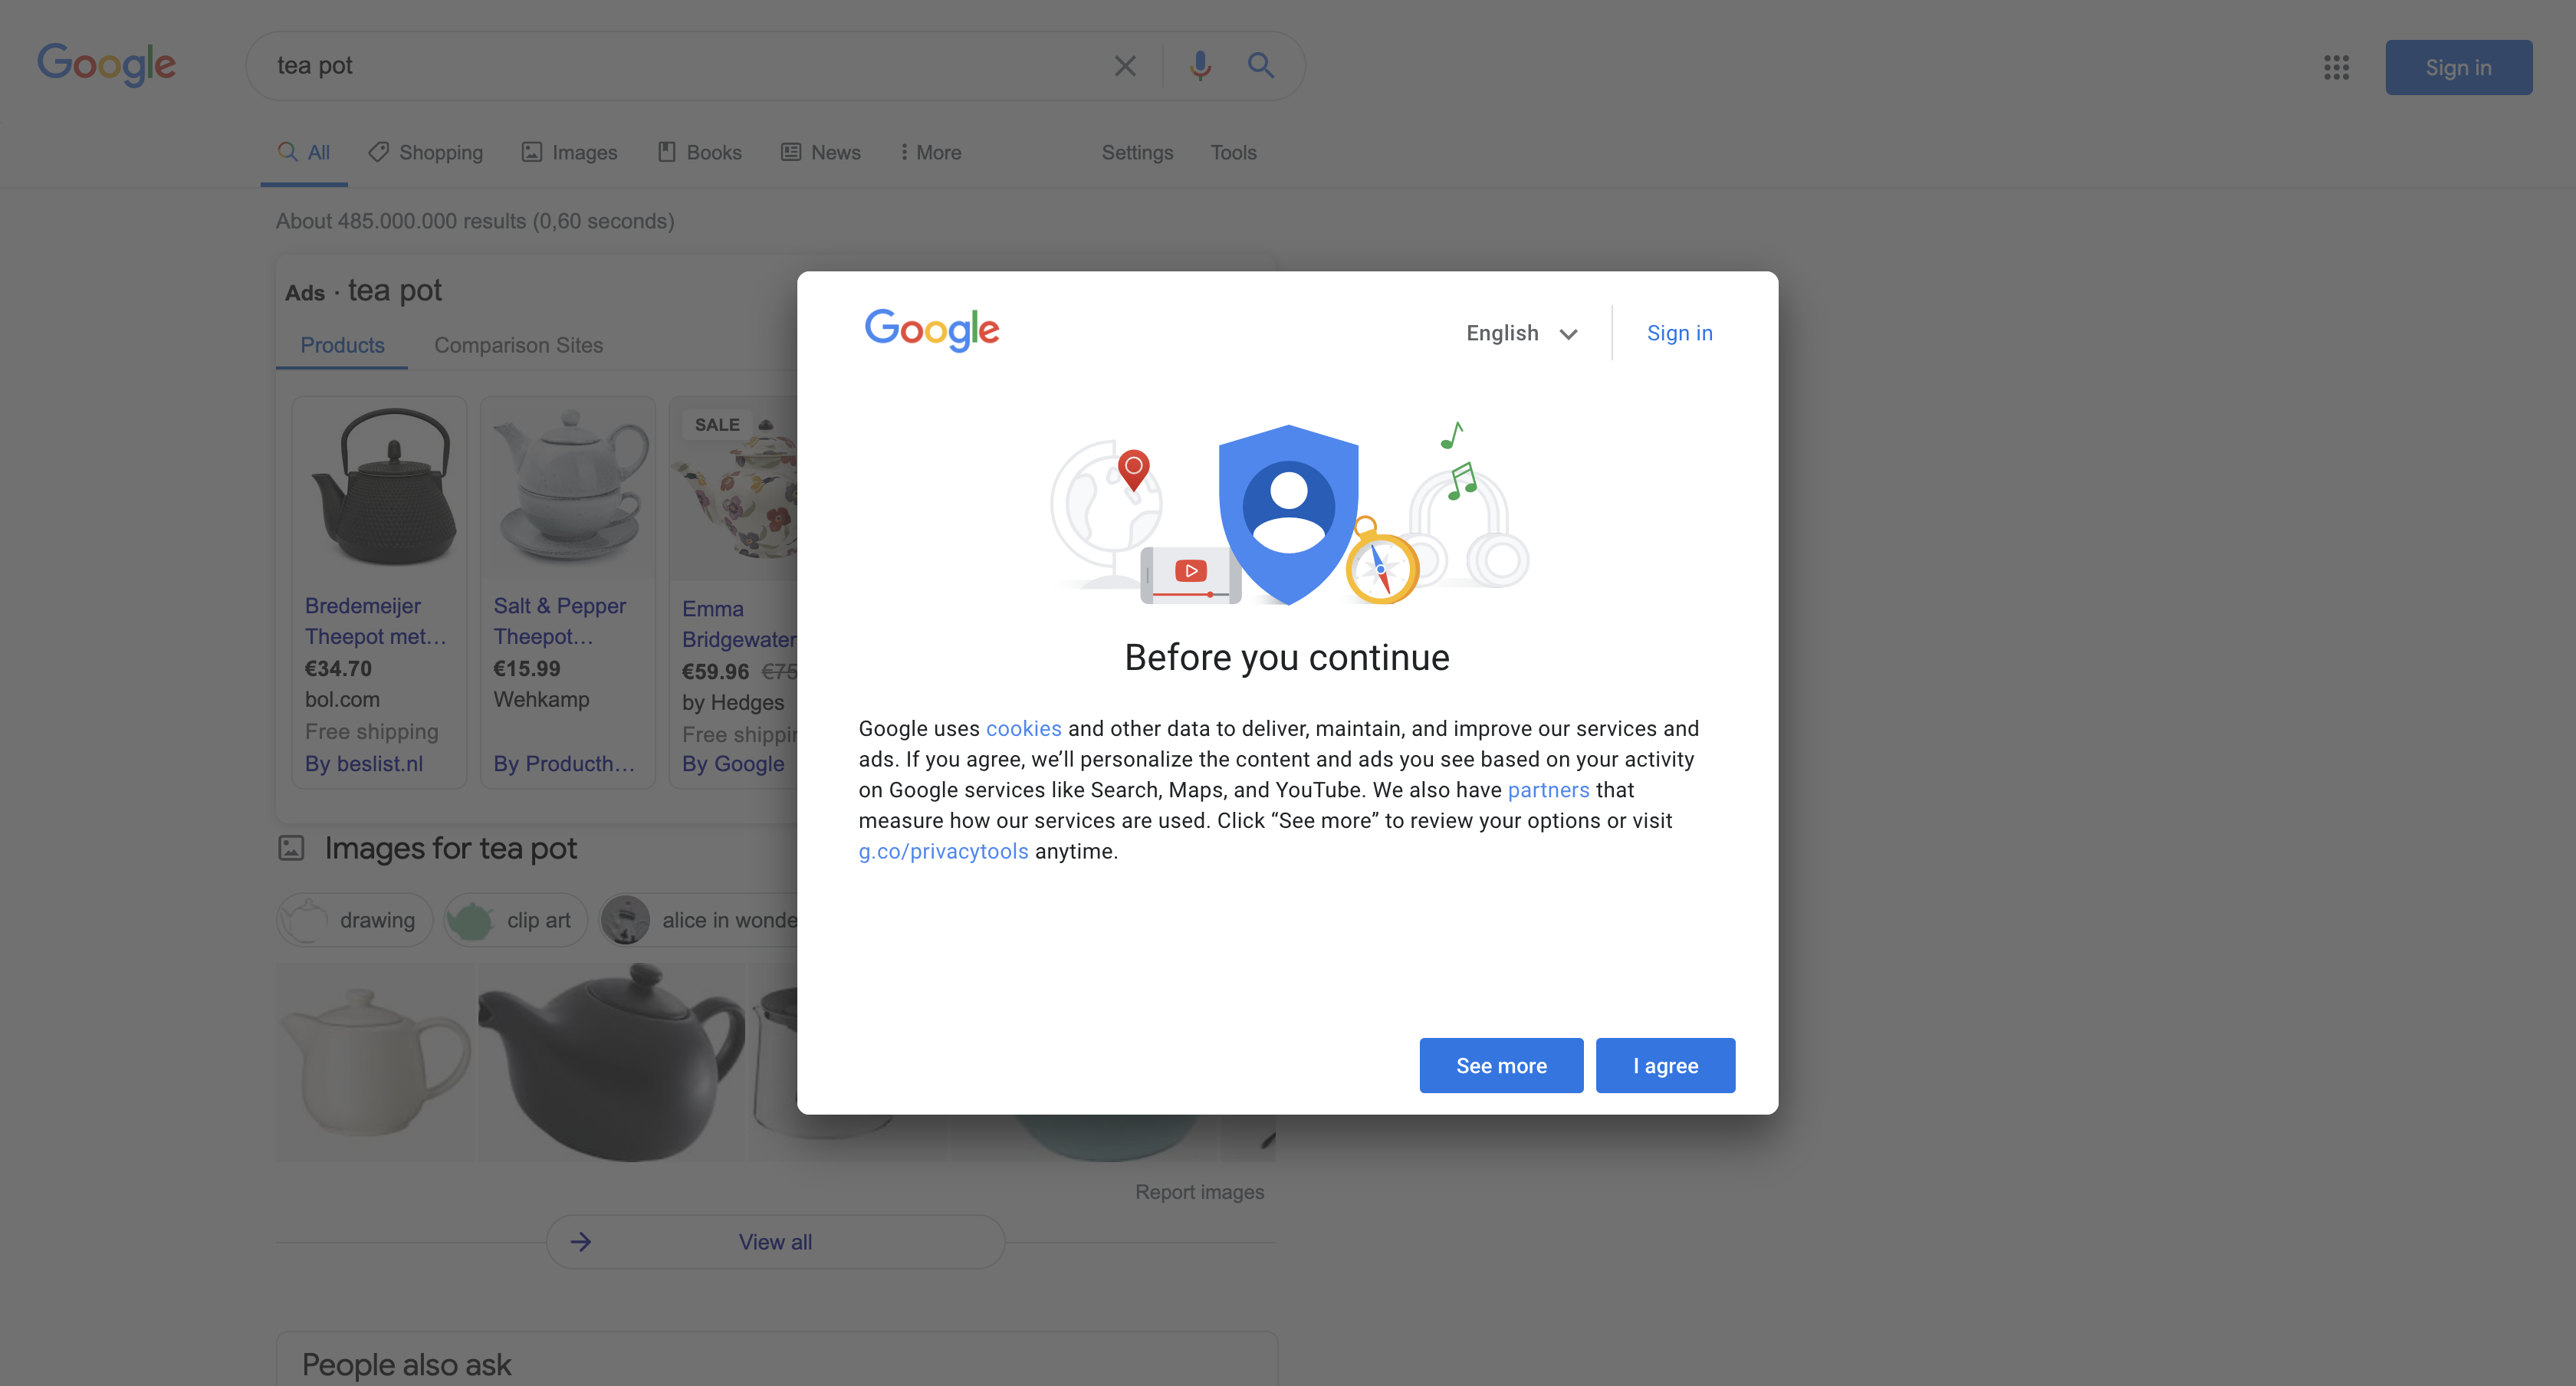 Google
tea pot
Sign in
All
Shopping
Images
Books
News
More
Settings
Tools
About 485.000.000 results (0,60 seconds)
Ads · tea pot
Products
Comparison Sites
Bredemeijer
Theepot met...
€34.70
bol.com
Free shipping
By beslist.nl
Salt & Pepper
Theepot...
€15.99
Wehkamp
By Producth...
SALE
Emma
Bridgewater
€59.96 €75
by Hedges
Free shippin
By Google
Images for tea pot
drawing
clip art
alice in wonde
Report images
View all
People also ask
Google
English
Sign in
Before you continue
Google uses cookies and other data to deliver, maintain, and improve our services and
ads. If you agree, we’ll personalize the content and ads you see based on your activity
on Google services like Search, Maps, and YouTube. We also have partners that
measure how our services are used. Click “See more” to review your options or visit
g.co/privacytools anytime.
See more
I agree